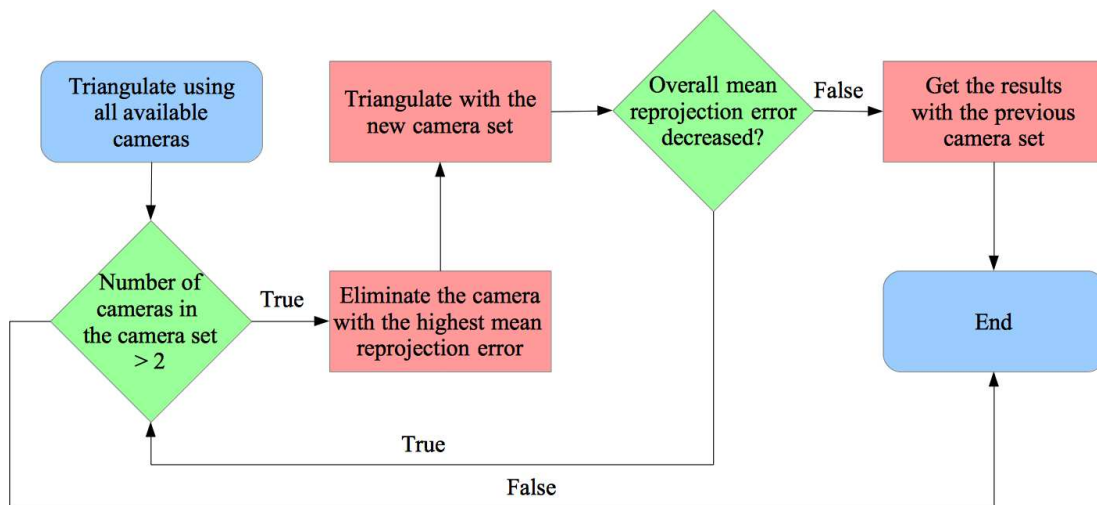 Triangulate using
all available
cameras
Number of
cameras in
the camera set
> 2
True
Eliminate the camera
with the highest mean
reprojection error
Triangulate with the
new camera set
Overall mean
reprojection error
decreased?
False
Get the results
with the previous
camera set
End
True
False